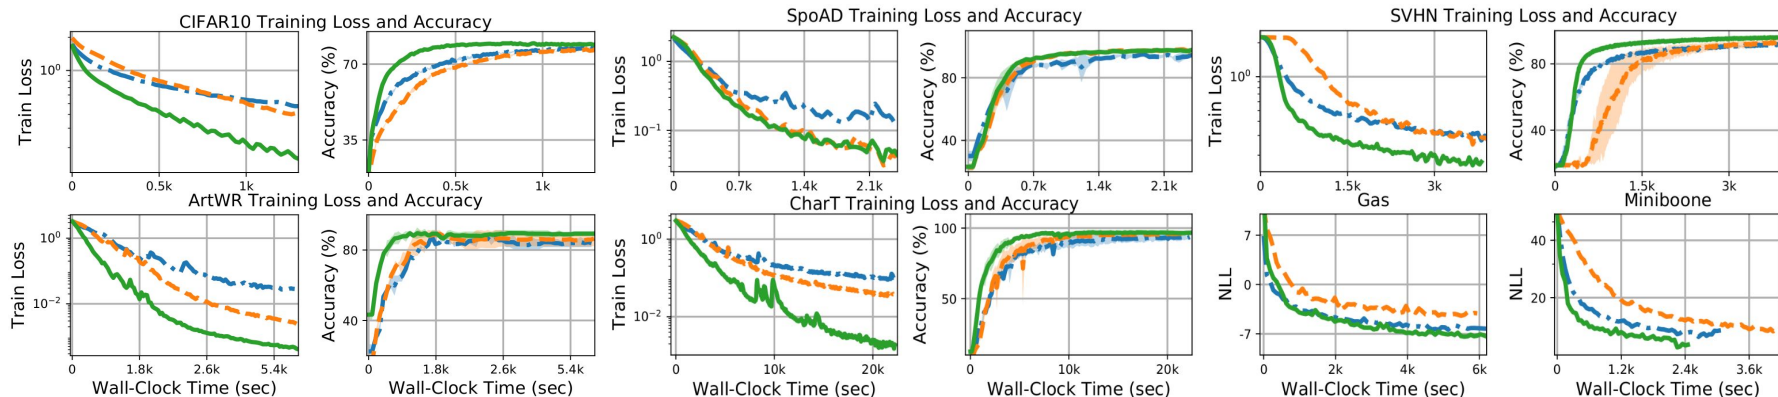 CIFAR10 Training Loss and Accuracy
Train Loss
10⁰
0 0.5k 1k
Accuracy (%)
70
35
0 0.5k 1k
SpoAD Training Loss and Accuracy
Train Loss
10⁰
10⁻¹
0 0.7k 1.4k 2.1k
Accuracy (%)
80
40
0 0.7k 1.4k 2.1k
SVHN Training Loss and Accuracy
Train Loss
10⁰
0 1.5k 3k
Accuracy (%)
80
40
0 1.5k 3k
ArtWR Training Loss and Accuracy
Train Loss
10⁰
10⁻²
0 1.8k 2.6k 5.4k
Wall-Clock Time (sec)
Accuracy (%)
80
40
0 1.8k 2.6k 5.4k
Wall-Clock Time (sec)
CharT Training Loss and Accuracy
Train Loss
10⁰
10⁻²
0 10k 20k
Wall-Clock Time (sec)
Accuracy (%)
100
50
0 10k 20k
Wall-Clock Time (sec)
Gas
NLL
7
0
-7
0 2k 4k 6k
Wall-Clock Time (sec)
Miniboone
NLL
40
20
0 1.2k 2.4k 3.6k
Wall-Clock Time (sec)